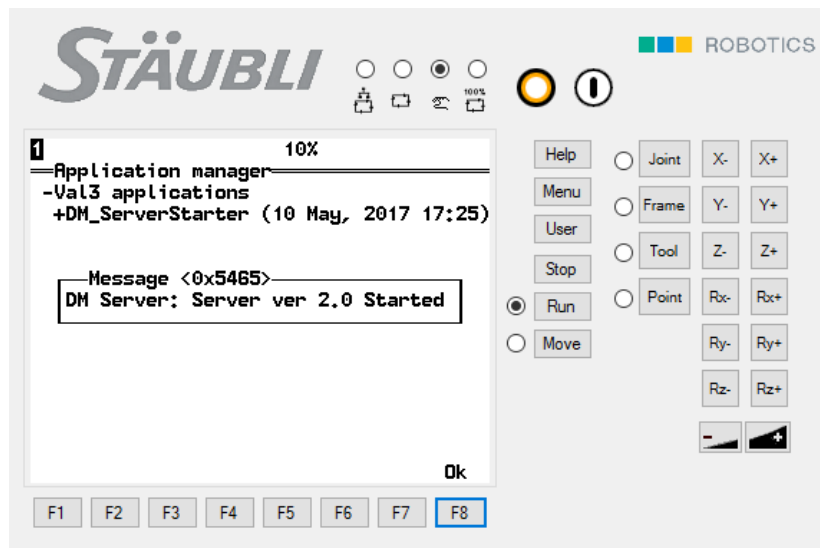 STÄUBLI
ROBOTICS
100%
1 10%
Application manager
-Val3 applications
+DM_ServerStarter (10 May, 2017 17:25)
Message <0x5465>
DM Server: Server ver 2.0 Started
Ok
F1 F2 F3 F4 F5 F6 F7 F8
Help
Menu
User
Stop
Run
Move
Joint X- X+
Frame Y- Y+
Tool Z- Z+
Point Rx- Rx+
Ry- Ry+
Rz- Rz+
- +